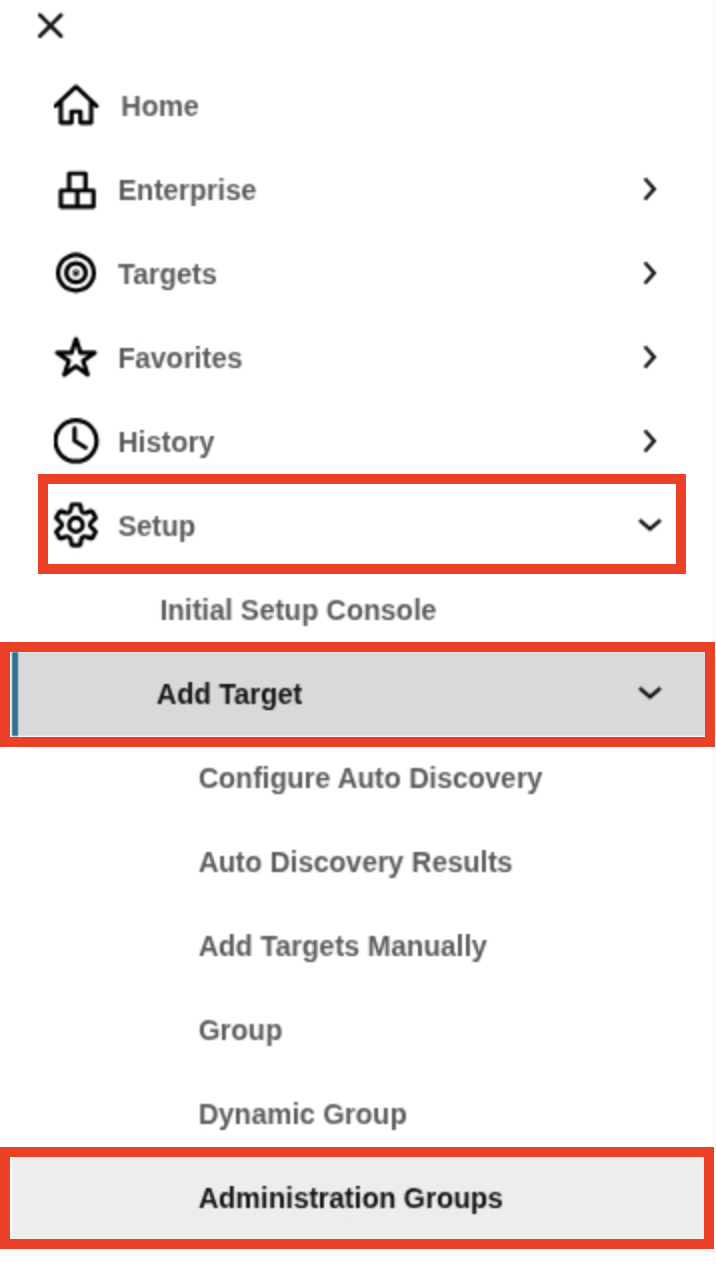 Home
Enterprise
Targets
Favorites
History
Setup
Initial Setup Console
Add Target
Configure Auto Discovery
Auto Discovery Results
Add Targets Manually
Group
Dynamic Group
Administration Groups